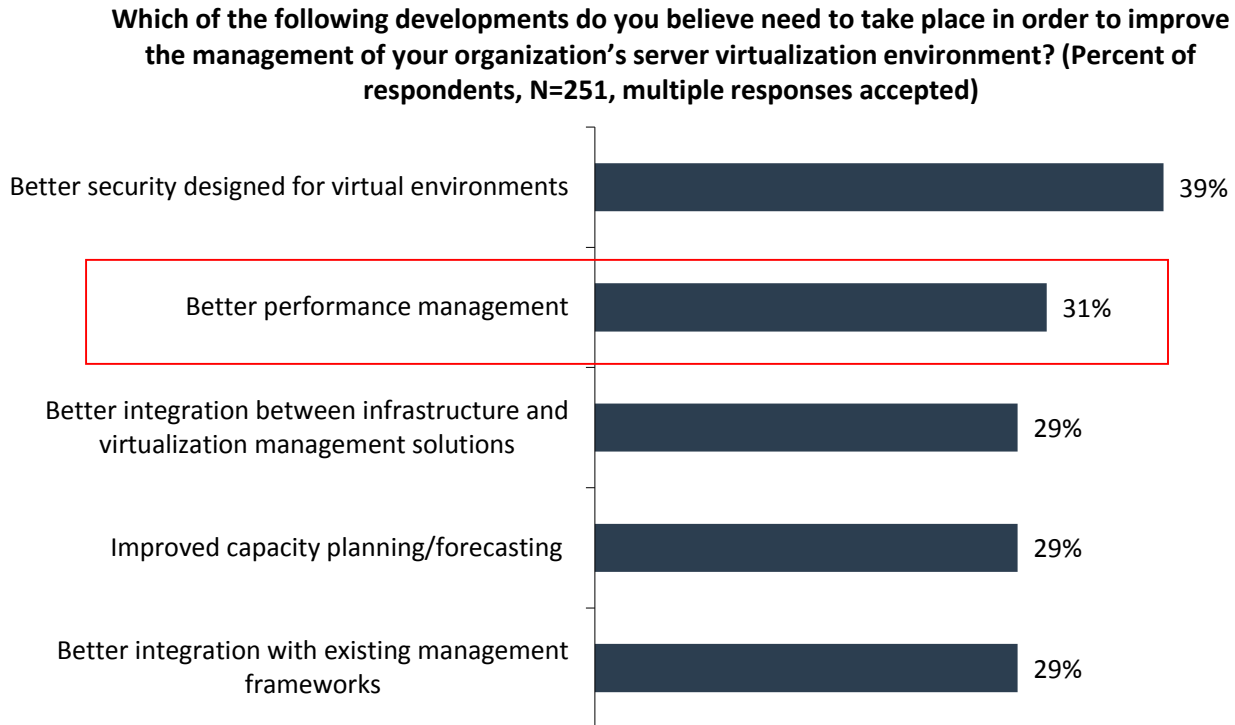 Which of the following developments do you believe need to take place in order to improve
the management of your organization’s server virtualization environment? (Percent of
respondents, N=251, multiple responses accepted)
Better security designed for virtual environments
39%
Better performance management
31%
Better integration between infrastructure and
virtualization management solutions
29%
Improved capacity planning/forecasting
29%
Better integration with existing management
frameworks
29%